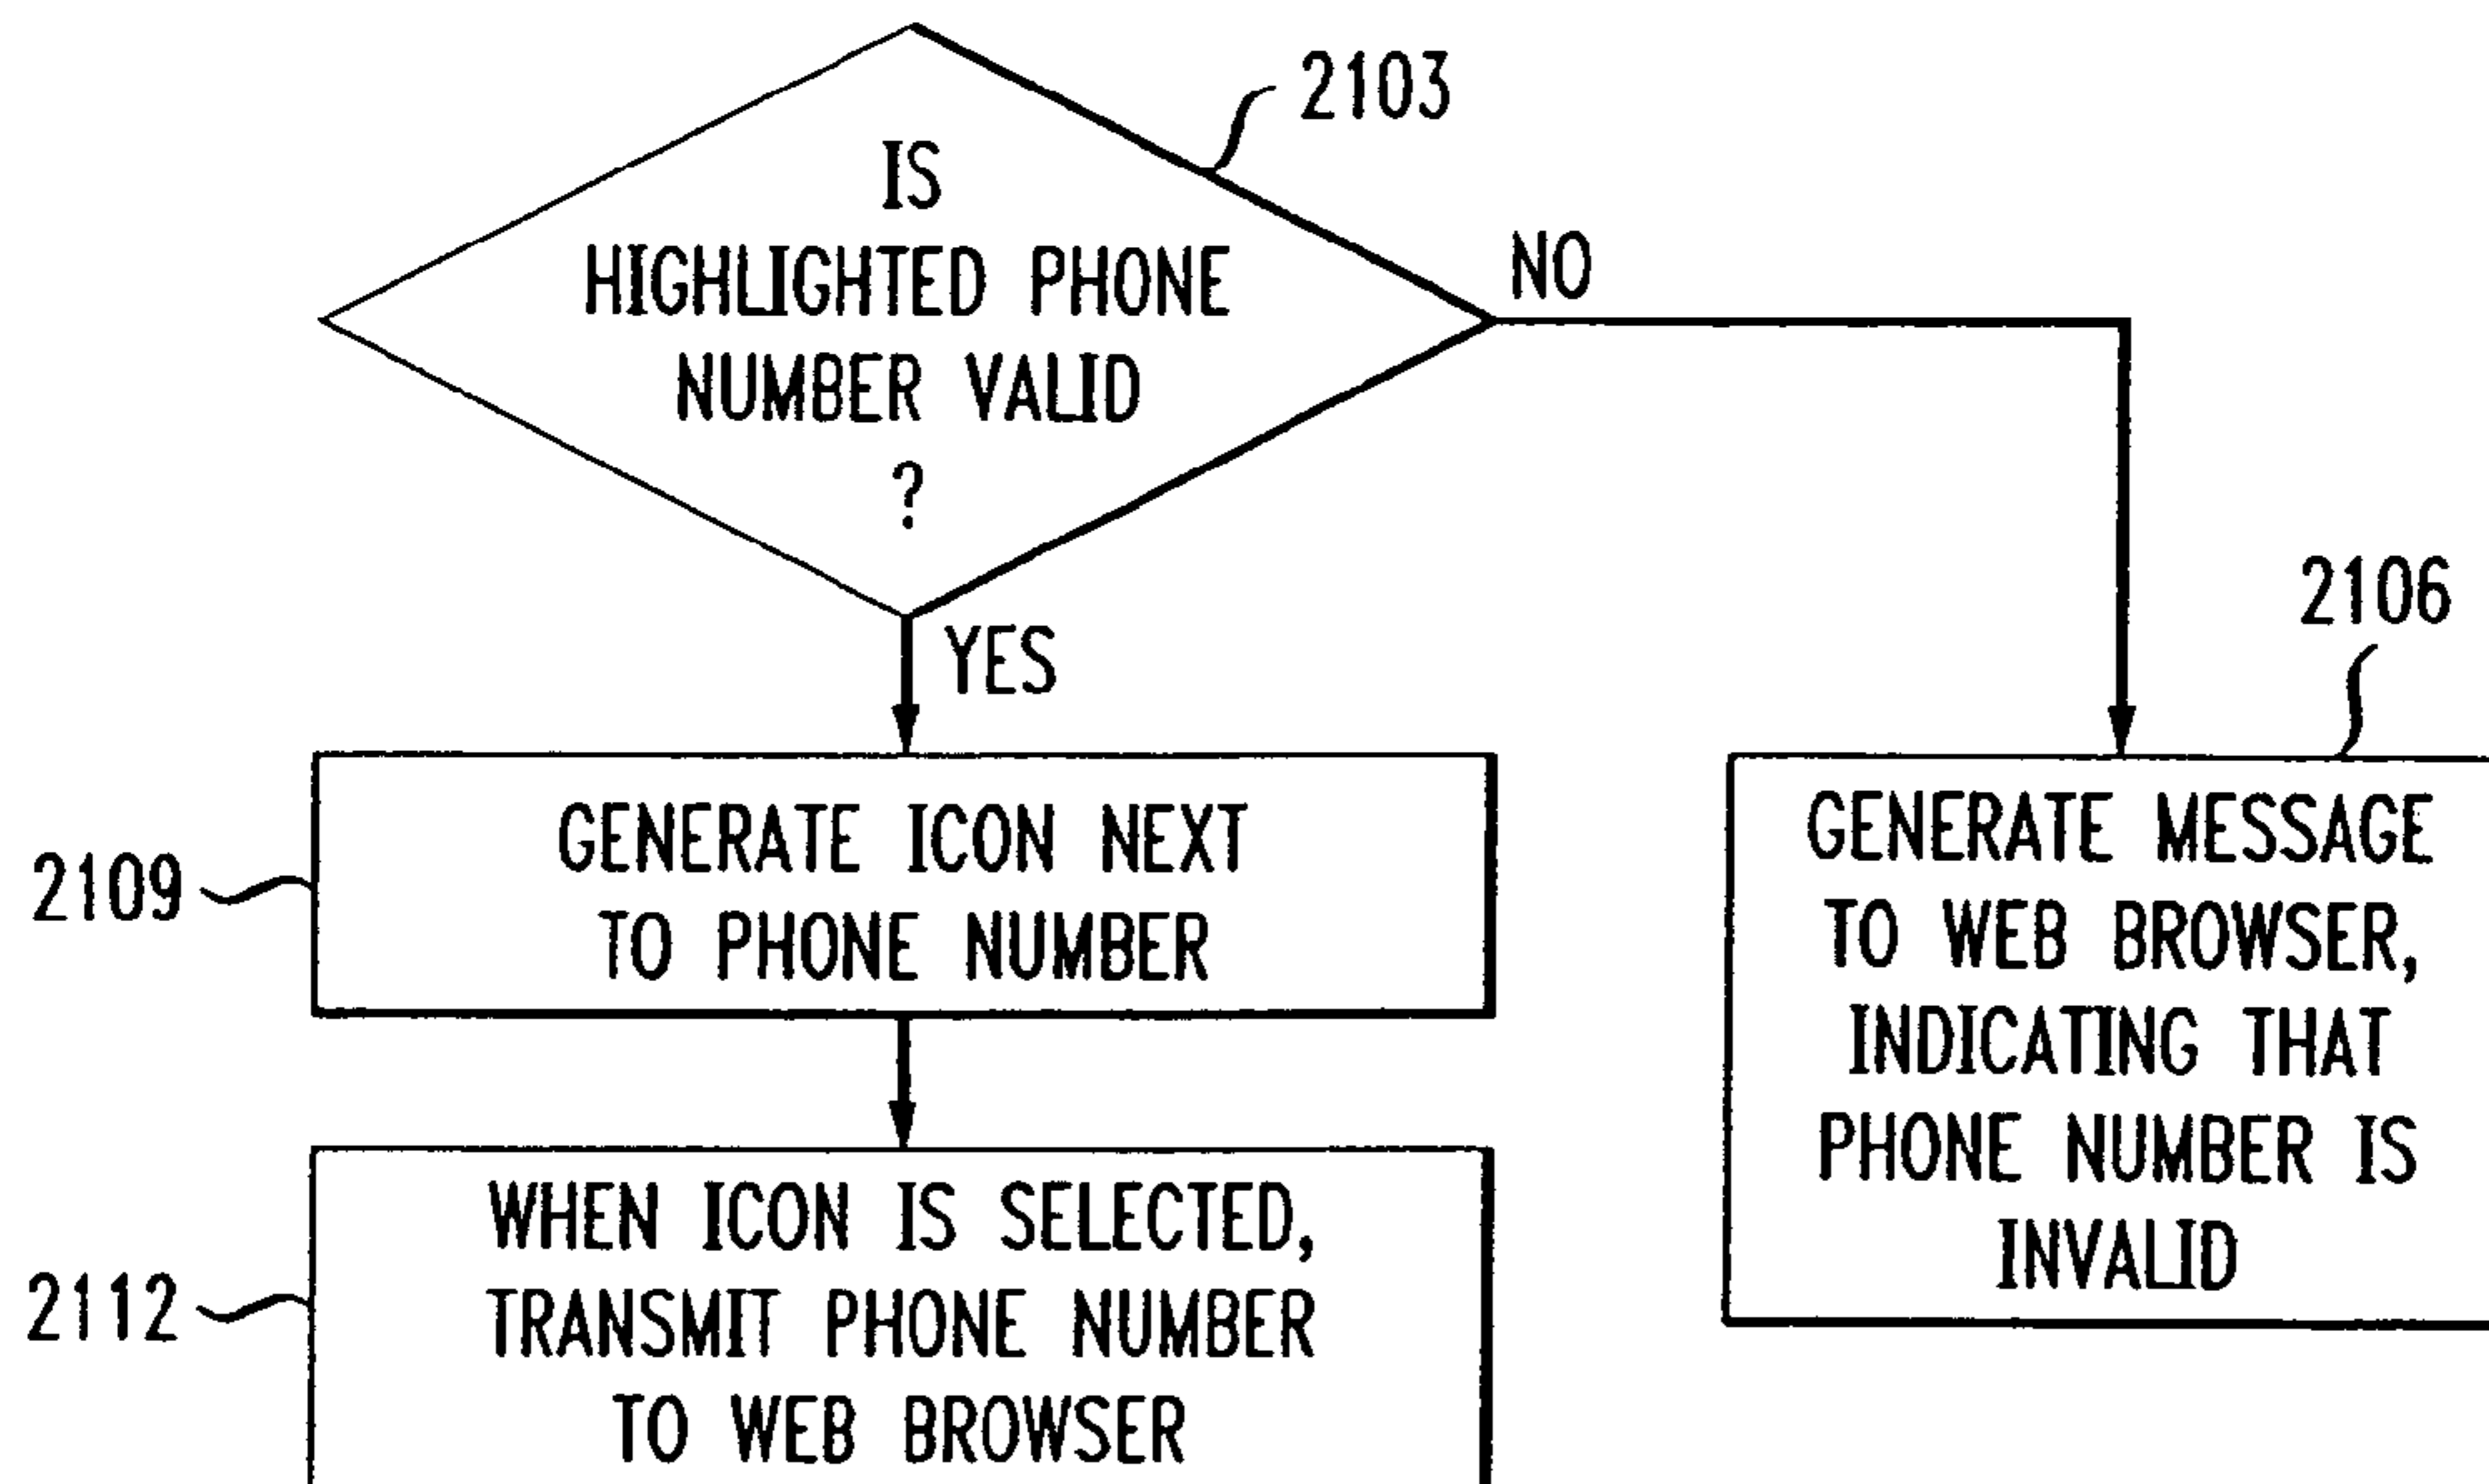 2103
IS
HIGHLIGHTED PHONE
NUMBER VALID
?
NO
YES
2106
2109
GENERATE ICON NEXT
TO PHONE NUMBER
GENERATE MESSAGE
TO WEB BROWSER,
INDICATING THAT
PHONE NUMBER IS
INVALID
2112
WHEN ICON IS SELECTED,
TRANSMIT PHONE NUMBER
TO WEB BROWSER